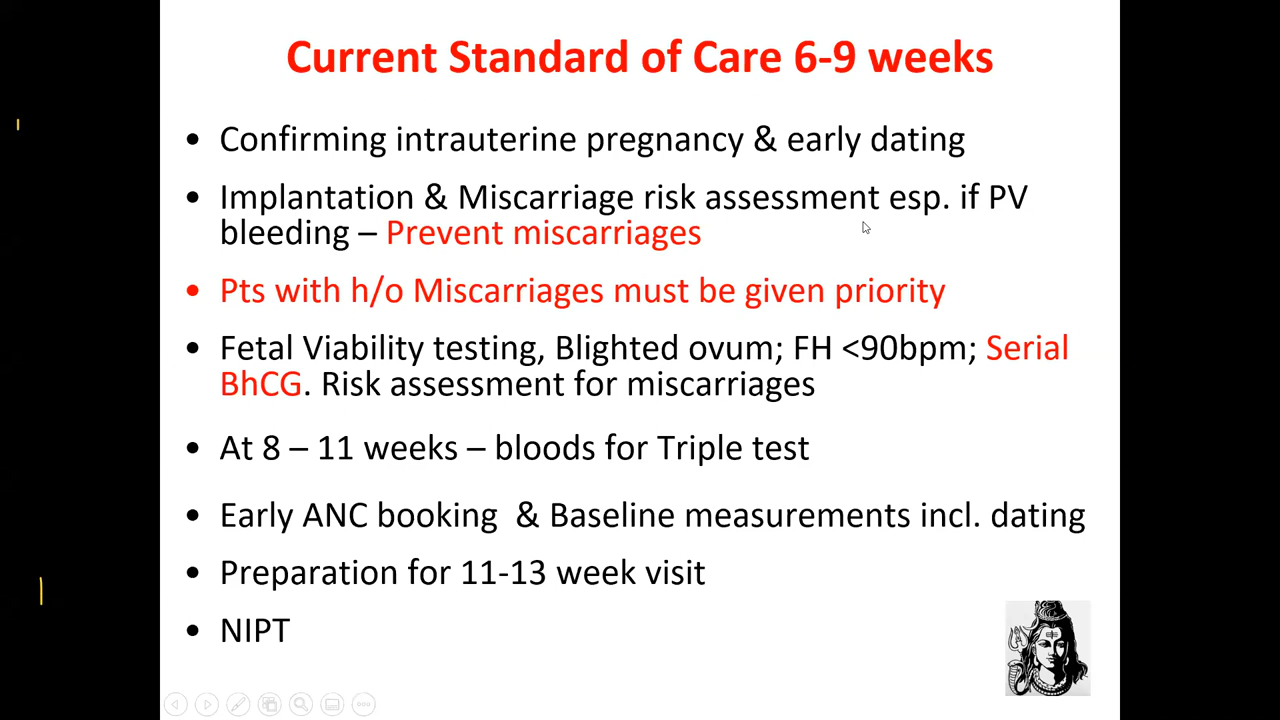 Current Standard of Care 6-9 weeks
• Confirming intrauterine pregnancy & early dating
• Implantation & Miscarriage risk assessment esp. if PV
bleeding – Prevent miscarriages
• Pts with h/o Miscarriages must be given priority
• Fetal Viability testing, Blighted ovum; FH <90bpm; Serial
BhCG. Risk assessment for miscarriages
• At 8 – 11 weeks – bloods for Triple test
• Early ANC booking & Baseline measurements incl. dating
• Preparation for 11-13 week visit
• NIPT